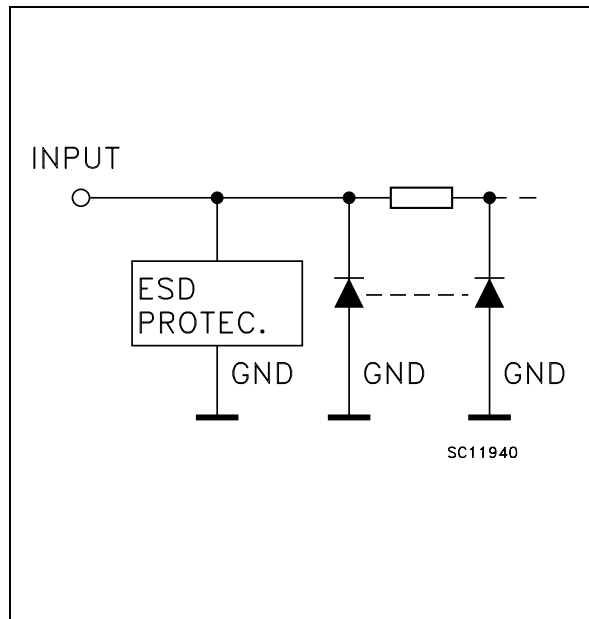 INPUT
ESD
PROTEC.
GND
GND
GND
SC11940